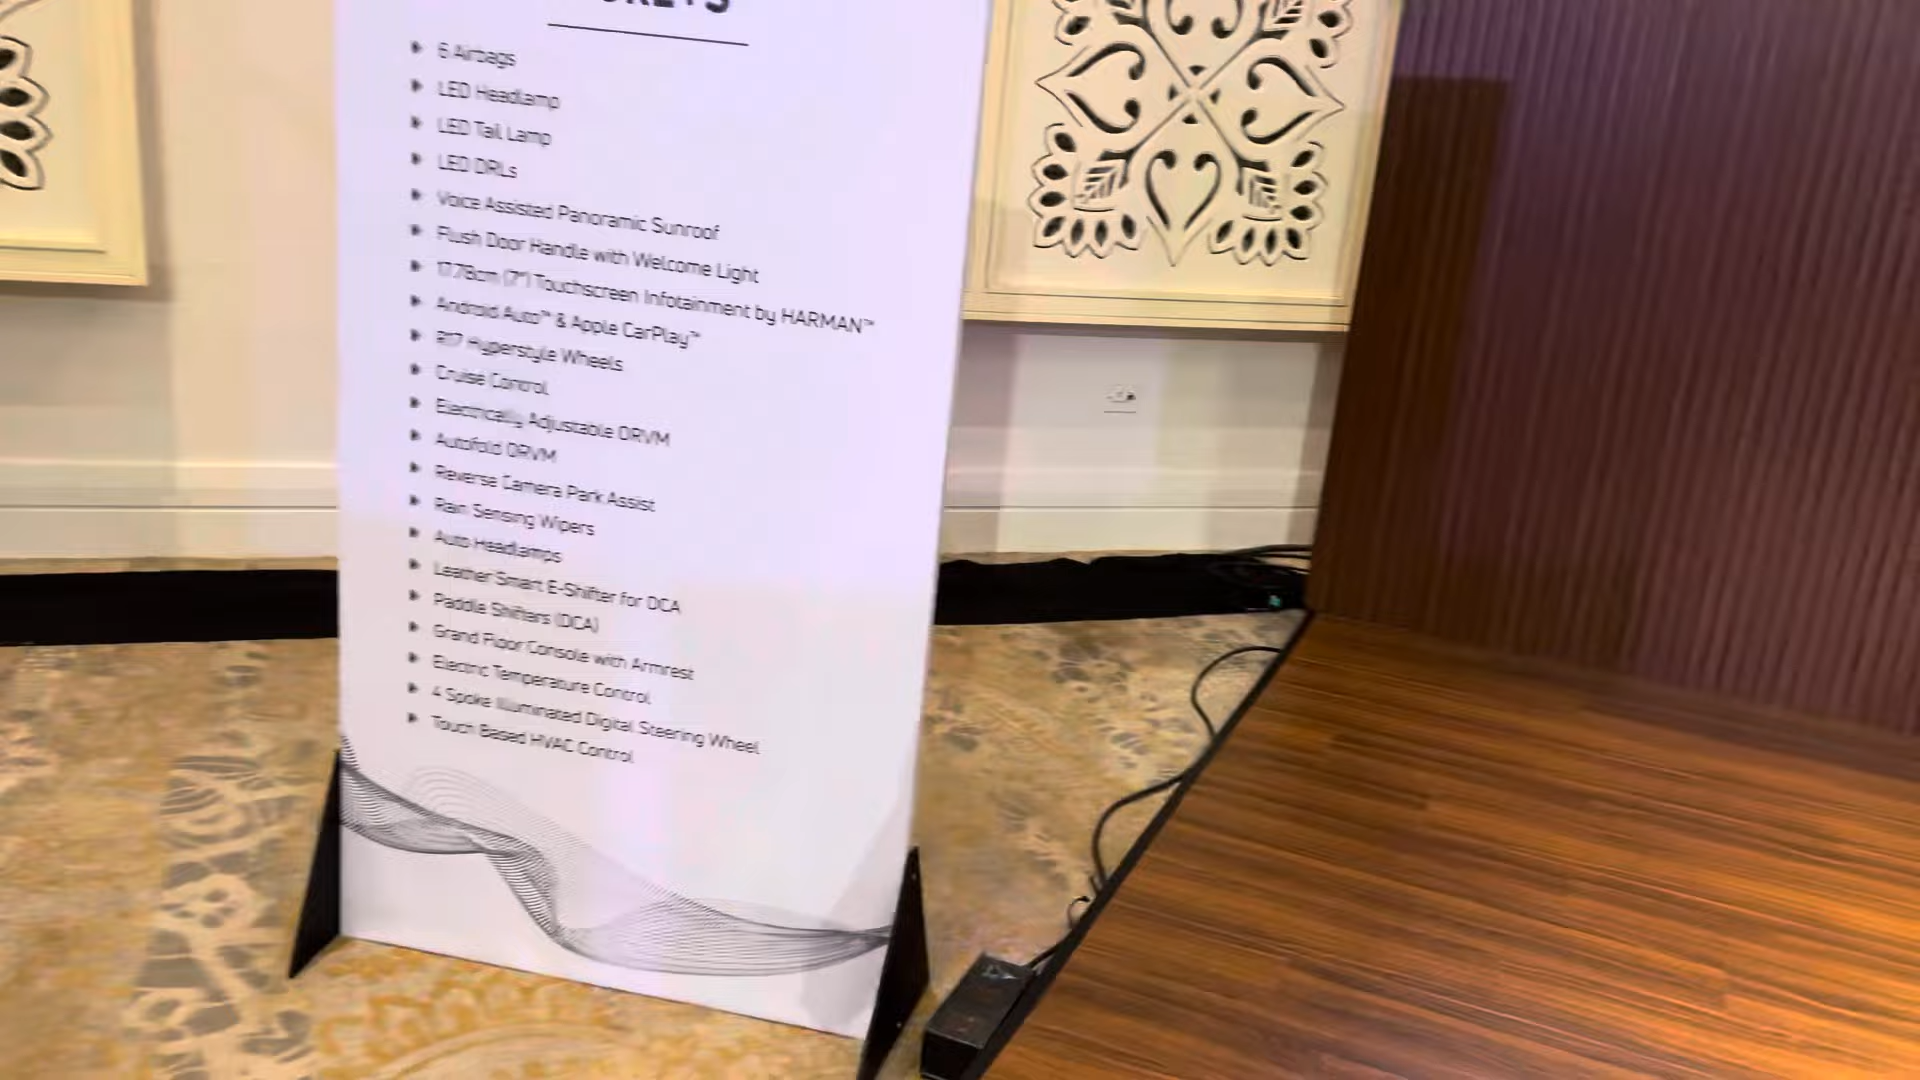 6 Airbags
LED Headlamp
LED Tail Lamp
LED DRLs
Voice Assisted Panoramic Sunroof
Flush Door Handle with Welcome Light
17.78cm (7") Touchscreen Infotainment by HARMAN™
Android Auto™ & Apple CarPlay™
R17 Hyperstyle Wheels
Cruise Control
Electrically Adjustable ORVM
Autofold ORVM
Reverse Camera Park Assist
Rain Sensing Wipers
Auto Headlamps
Leather Smart E-Shifter for DCA
Paddle Shifters (DCA)
Grand Floor Console with Armrest
Electric Temperature Control
4 Spoke Illuminated Digital Steering Wheel
Touch Based HVAC Control